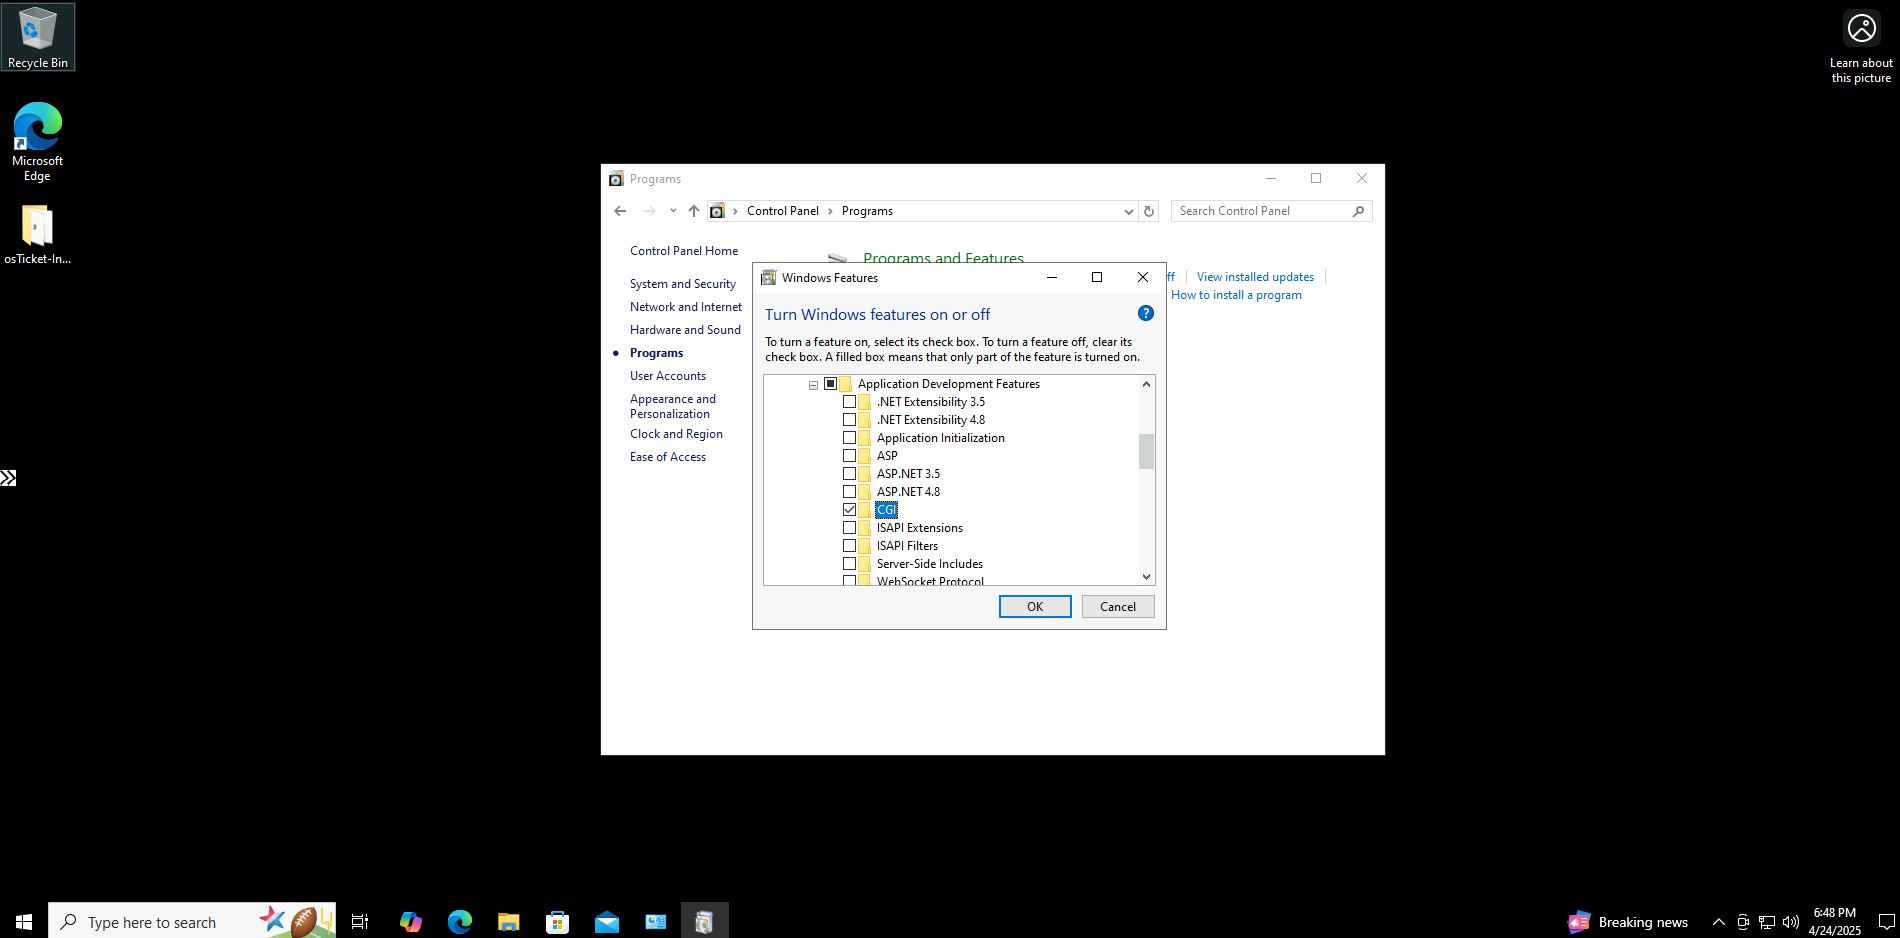 Recycle Bin
Microsoft
Edge
osTicket-In...
Learn about
this picture
Programs
Control Panel
Programs
Search Control Panel
Control Panel Home
System and Security
Network and Internet
Hardware and Sound
Programs
User Accounts
Appearance and
Personalization
Clock and Region
Ease of Access
Programs and Features
ff
View installed updates
How to install a program
Windows Features
Turn Windows features on or off
?
To turn a feature on, select its check box. To turn a feature off, clear its
check box. A filled box means that only part of the feature is turned on.
Application Development Features
.NET Extensibility 3.5
.NET Extensibility 4.8
Application Initialization
ASP
ASP.NET 3.5
ASP.NET 4.8
CGI
ISAPI Extensions
ISAPI Filters
Server-Side Includes
WebSocket Protocol
OK
Cancel
Type here to search
Breaking news
6:48 PM
4/24/2025